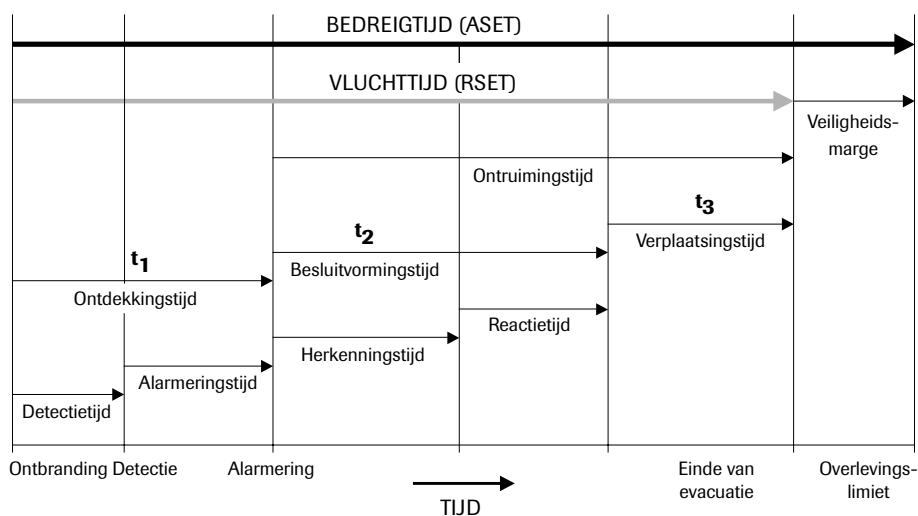 BEDREIGTIJD (ASET)
VLUCHTTIJD (RSET)
Veiligheids-
marge
Ontruimingstijd
t3
Verplaatsingstijd
t2
Besluitvormingstijd
t1
Ontdekkingstijd
Reactietijd
Herkenningstijd
Alarmeringstijd
Detectietijd
Ontbranding Detectie Alarmering Einde van Overlevings-
evacuatie limiet
TIJD